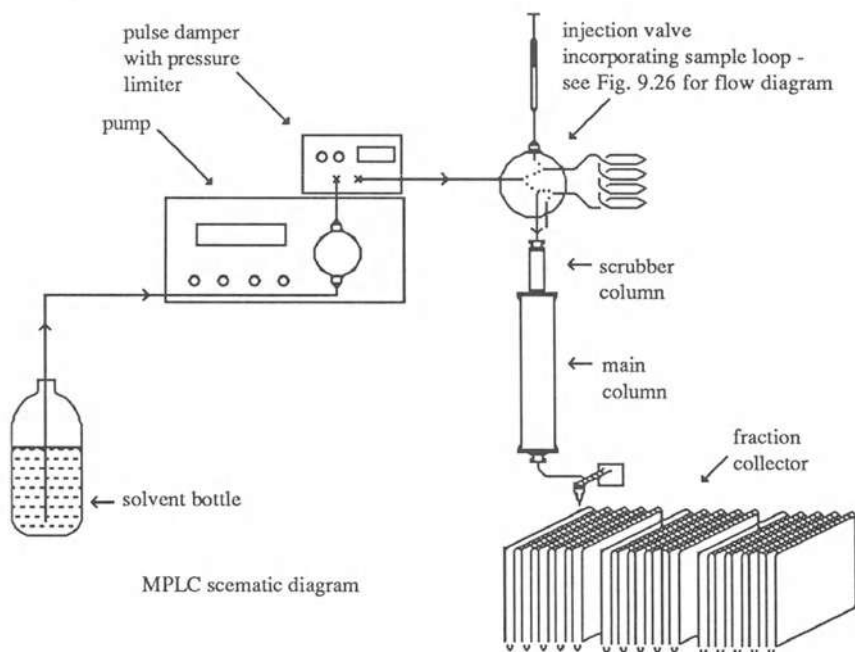 pulse damper
with pressure
limiter
pump
injection valve
incorporating sample loop -
see Fig. 9.26 for flow diagram
scrubber
column
main
column
fraction
collector
solvent bottle
MPLC scematic diagram